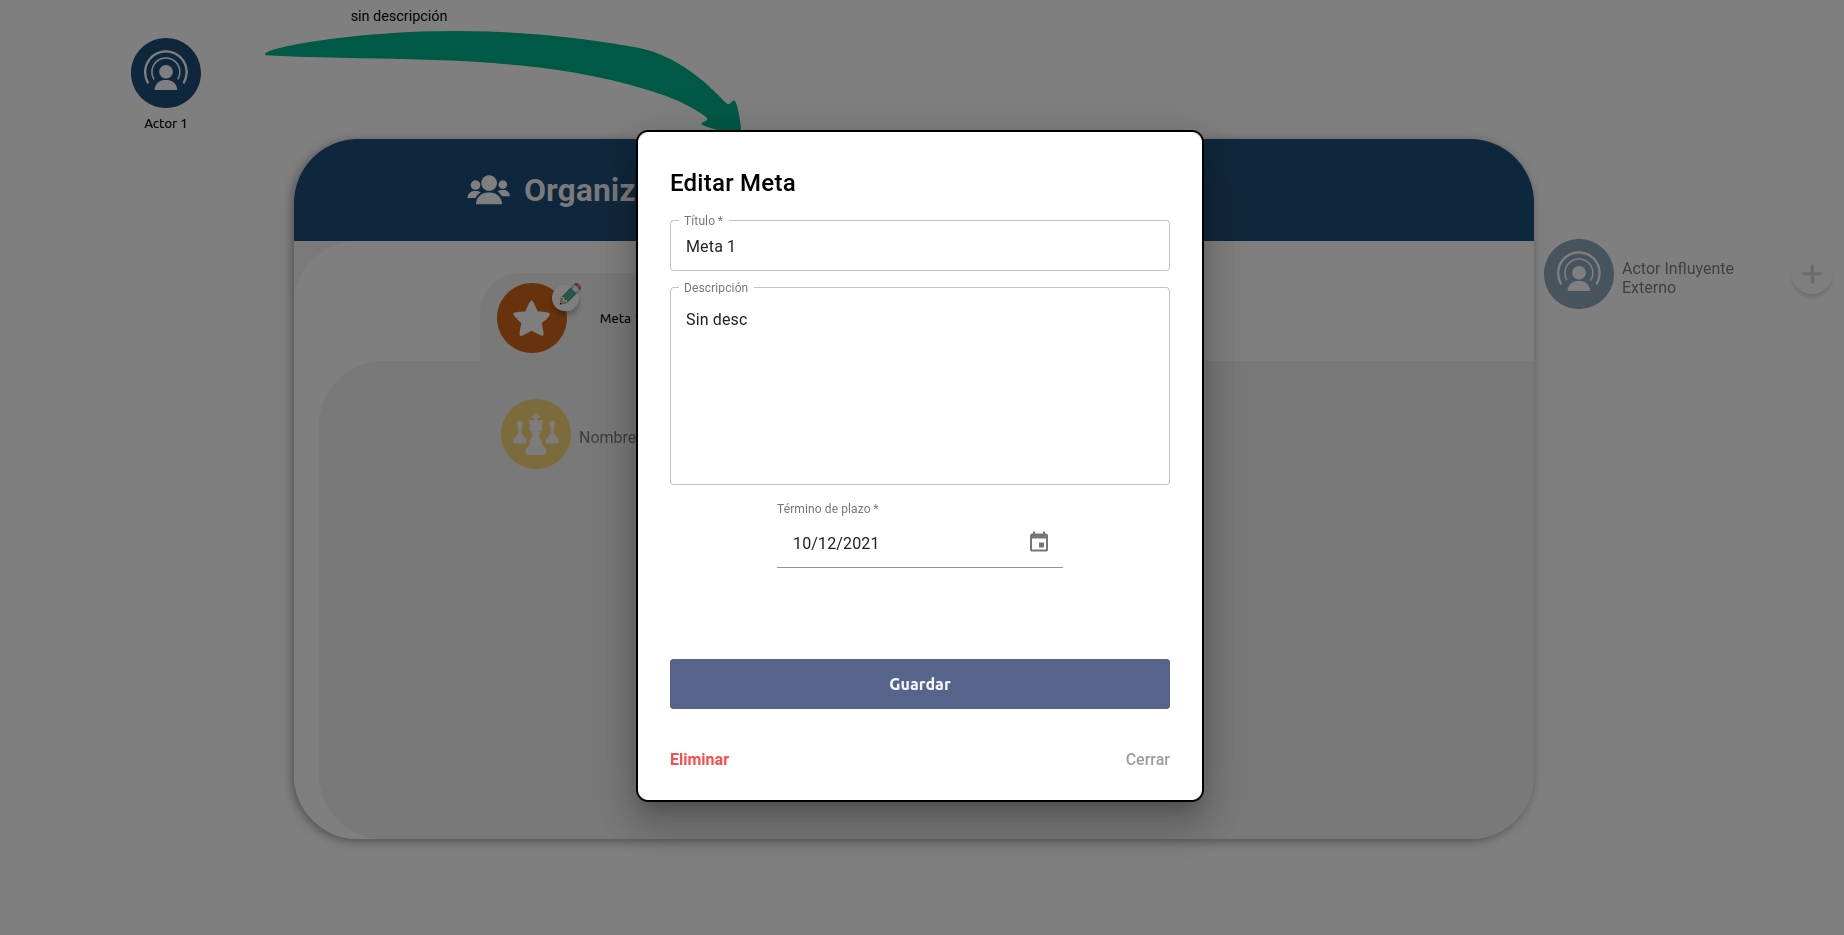 sin descripción
Actor 1
Organiz
Editar Meta
Título *
Meta 1
Descripción
Sin desc
Término de plazo *
10/12/2021
Guardar
Eliminar
Cerrar
Meta
Nombre
Actor Influyente
Externo